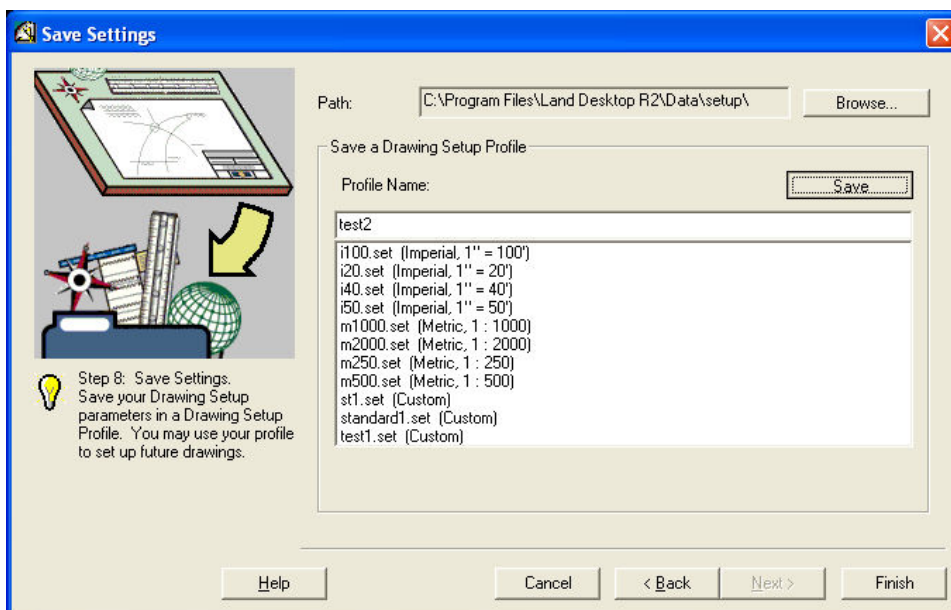 Save Settings
Path:
C:\Program Files\Land Desktop R2\Data\setup\
Browse...
Save a Drawing Setup Profile
Profile Name:
Save
test2
i100.set (Imperial, 1'' = 100')
i20.set (Imperial, 1'' = 20')
i40.set (Imperial, 1'' = 40')
i50.set (Imperial, 1'' = 50')
m1000.set (Metric, 1 : 1000)
m2000.set (Metric, 1 : 2000)
m250.set (Metric, 1 : 250)
m500.set (Metric, 1 : 500)
st1.set (Custom)
standard1.set (Custom)
test1.set (Custom)
Step 8: Save Settings.
Save your Drawing Setup
parameters in a Drawing Setup
Profile. You may use your profile
to set up future drawings.
Help
Cancel
< Back
Next >
Finish